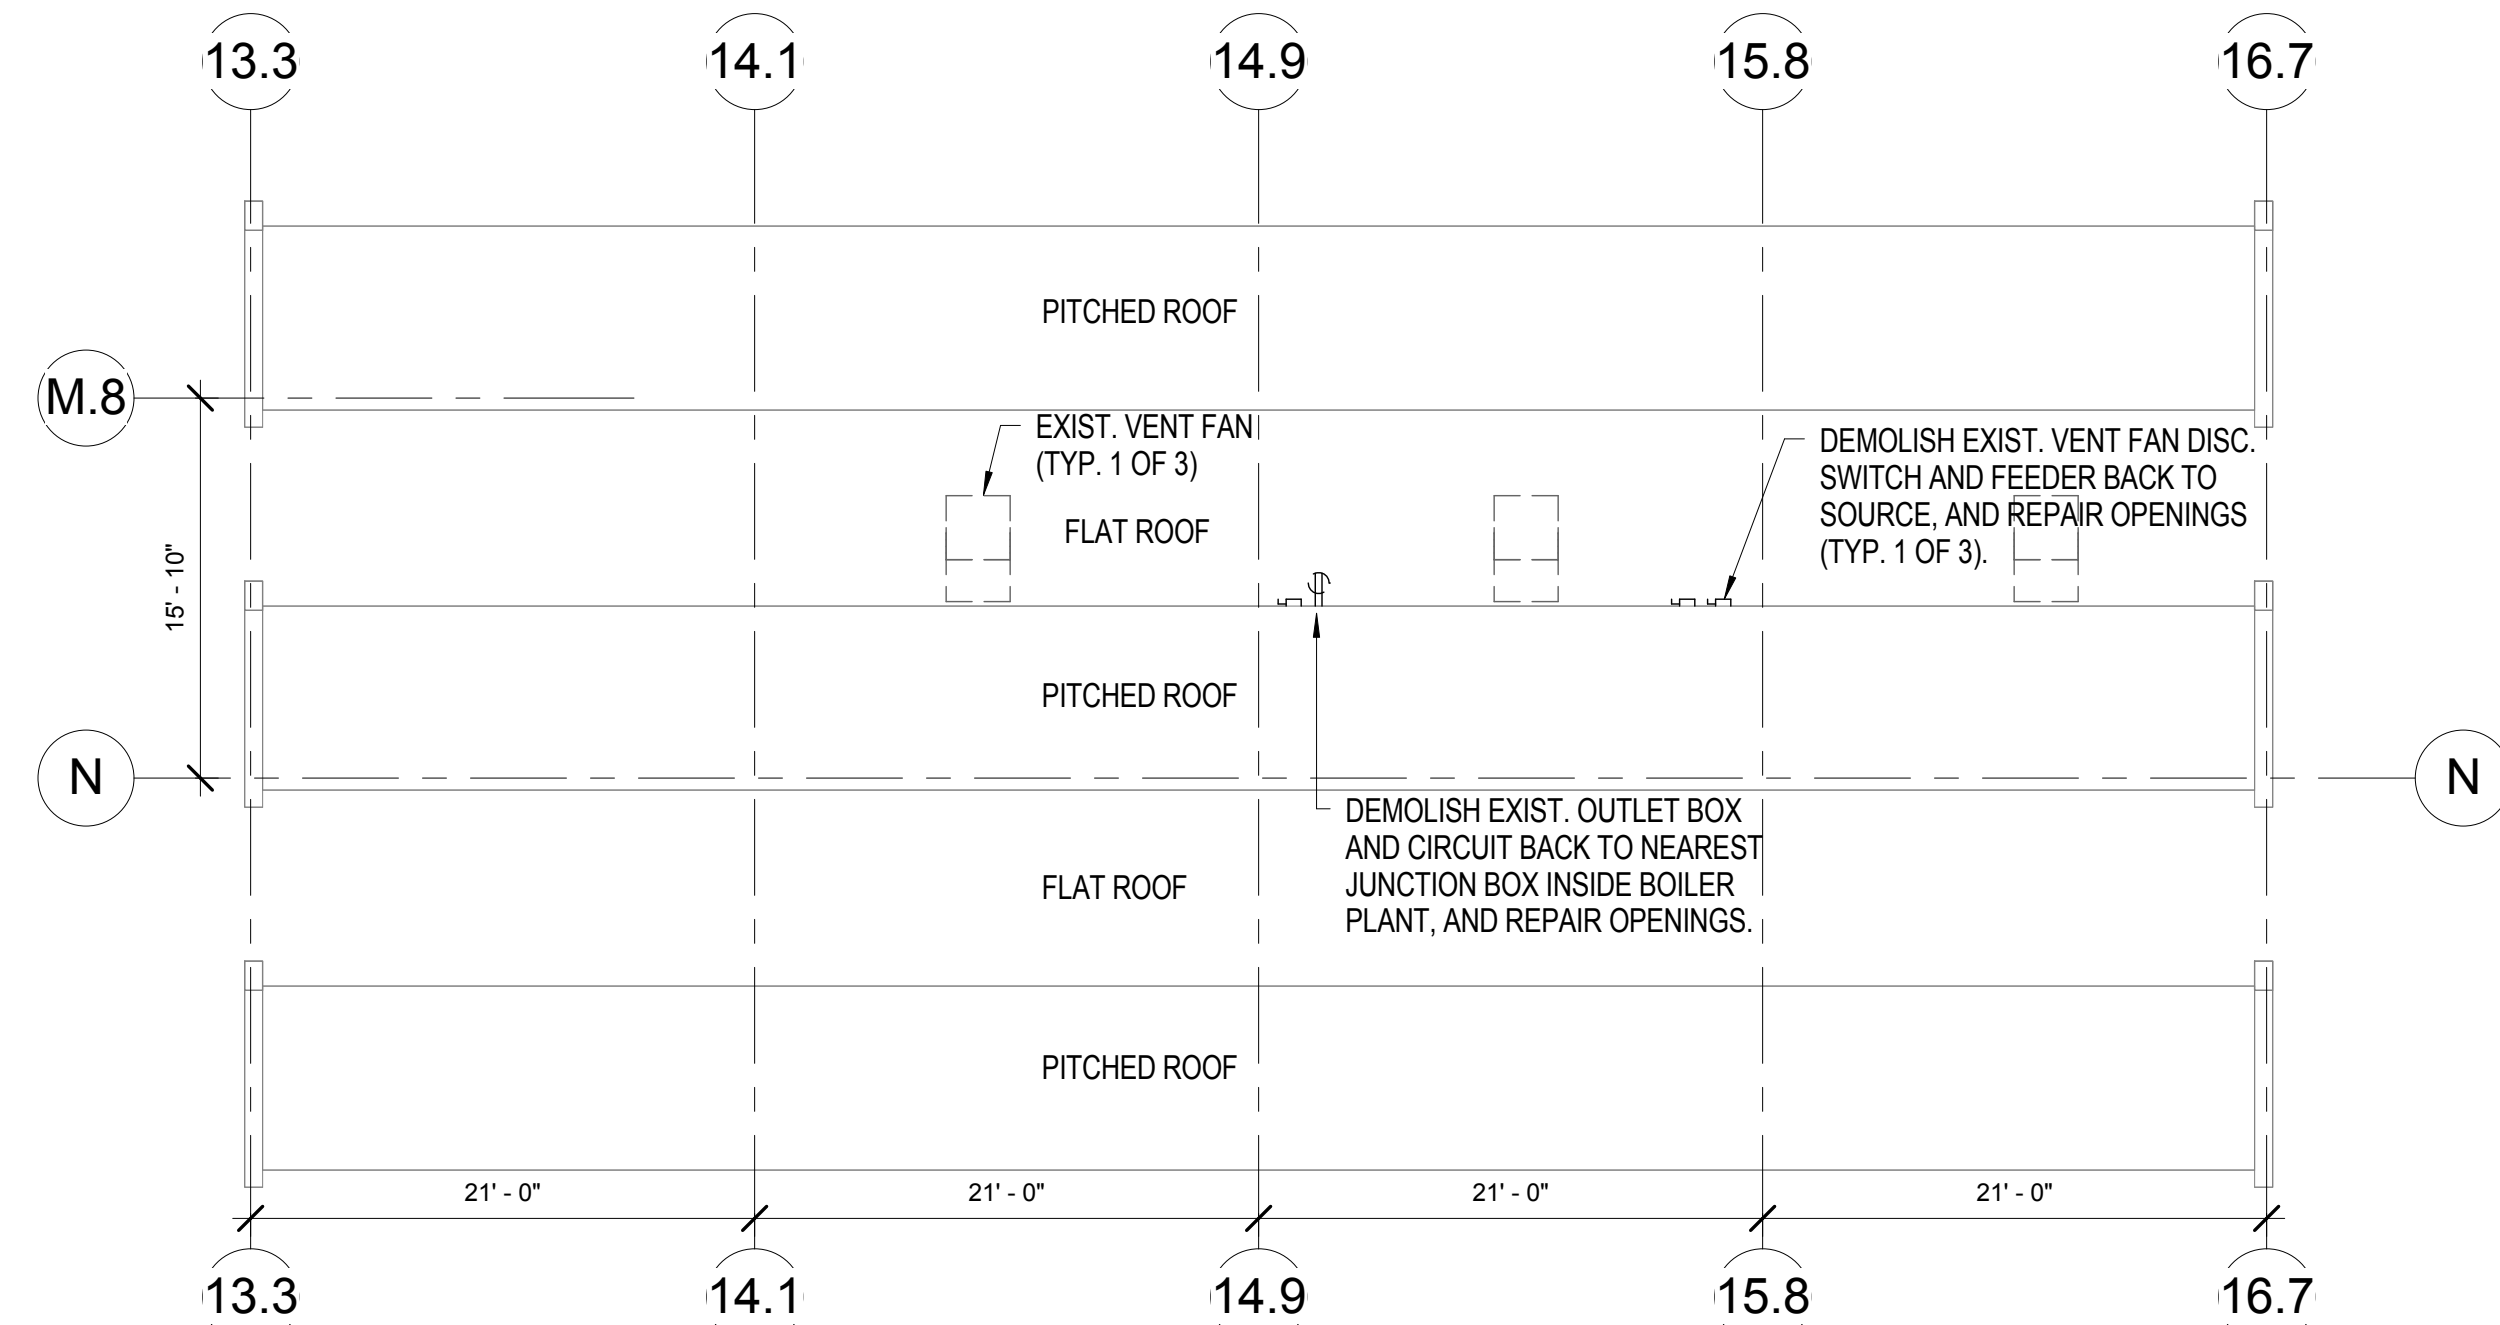 13.3
14.1
14.9
15.8
16.7
PITCHED ROOF
M.8
EXIST. VENT FAN
(TYP. 1 OF 3)
DEMOLISH EXIST. VENT FAN DISC.
SWITCH AND FEEDER BACK TO
SOURCE, AND REPAIR OPENINGS
(TYP. 1 OF 3).
FLAT ROOF
15' - 10"
PITCHED ROOF
N
N
DEMOLISH EXIST. OUTLET BOX
AND CIRCUIT BACK TO NEAREST
JUNCTION BOX INSIDE BOILER
PLANT, AND REPAIR OPENINGS.
FLAT ROOF
PITCHED ROOF
21' - 0"
21' - 0"
21' - 0"
21' - 0"
13.3
14.1
14.9
15.8
16.7